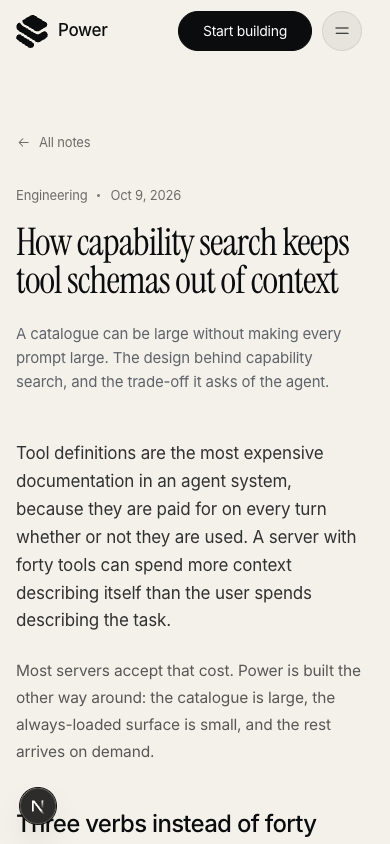 Power
Start building
← All notes
Engineering • Oct 9, 2026
How capability search keeps
tool schemas out of context
A catalogue can be large without making every
prompt large. The design behind capability
search, and the trade-off it asks of the agent.
Tool definitions are the most expensive
documentation in an agent system,
because they are paid for on every turn
whether or not they are used. A server with
forty tools can spend more context
describing itself than the user spends
describing the task.
Most servers accept that cost. Power is built the
other way around: the catalogue is large, the
always-loaded surface is small, and the rest
arrives on demand.
N
Three verbs instead of forty